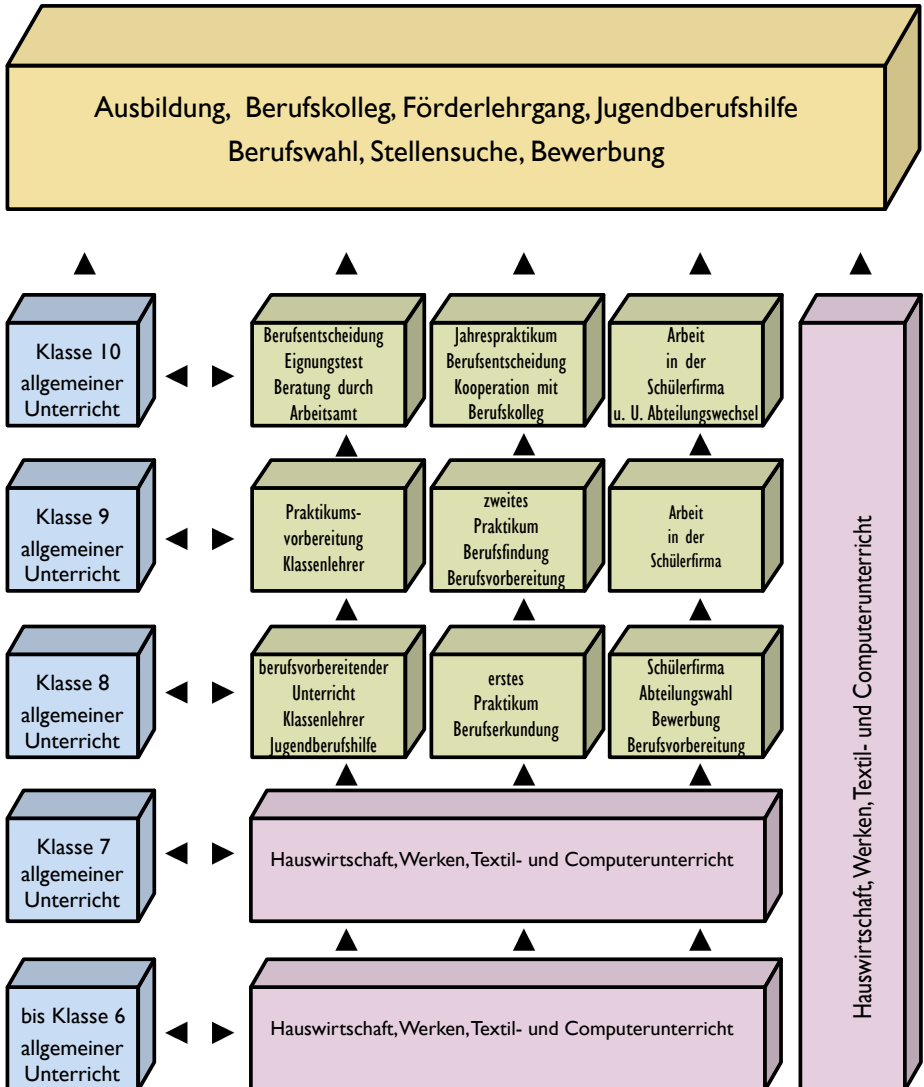 Ausbildung, Berufskolleg, Förderlehrgang, Jugendberufshilfe
Berufswahl, Stellensuche, Bewerbung
Klasse 10
allgemeiner
Unterricht
Berufsentscheidung
Eignungstest
Beratung durch
Arbeitsamt
Jahrespraktikum
Berufsentscheidung
Kooperation mit
Berufskolleg
Arbeit
in der
Schülerfirma
u. U. Abteilungswechsel
Klasse 9
allgemeiner
Unterricht
Praktikums-
vorbereitung
Klassenlehrer
zweites
Praktikum
Berufsfindung
Berufsvorbereitung
Arbeit
in der
Schülerfirma
Klasse 8
allgemeiner
Unterricht
berufsvorbereitender
Unterricht
Klassenlehrer
Jugendberufshilfe
erstes
Praktikum
Berufserkundung
Schülerfirma
Abteilungswahl
Bewerbung
Berufsvorbereitung
Klasse 7
allgemeiner
Unterricht
Hauswirtschaft, Werken, Textil- und Computerunterricht
bis Klasse 6
allgemeiner
Unterricht
Hauswirtschaft, Werken, Textil- und Computerunterricht
Hauswirtschaft, Werken, Textil- und Computerunterricht